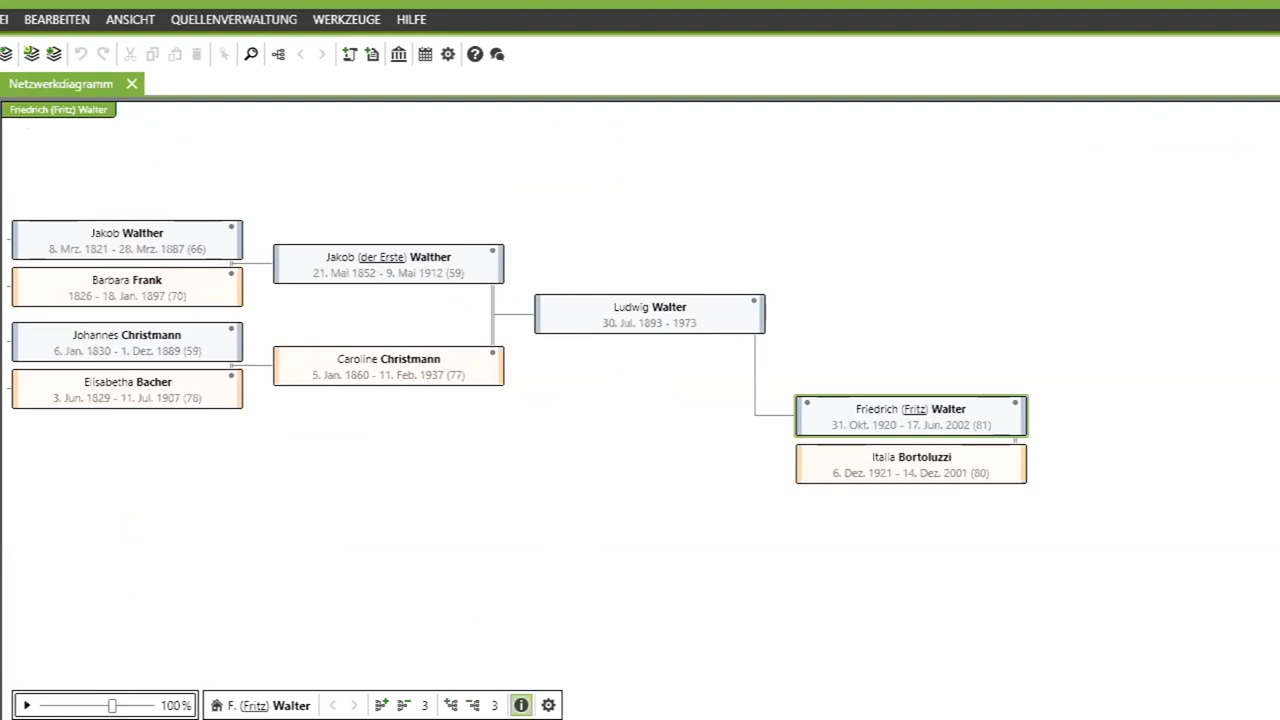 EI BEARBEITEN ANSICHT QUELLENVERWALTUNG WERKZEUGE HILFE
Netzwerkdiagramm
Friedrich (Fritz) Walter
Jakob Walther
8. Mrz. 1821 - 28. Mrz. 1887 (66)
Barbara Frank
1826 - 18. Jan. 1897 (70)
Johannes Christmann
6. Jan. 1830 - 1. Dez. 1889 (59)
Elisabetha Bacher
3. Jun. 1829 - 11. Jul. 1907 (78)
Jakob (der Erste) Walther
21. Mai 1852 - 9. Mai 1912 (59)
Caroline Christmann
5. Jan. 1860 - 11. Feb. 1937 (77)
Ludwig Walter
30. Jul. 1893 - 1973
Friedrich (Fritz) Walter
31. Okt. 1920 - 17. Jun. 2002 (81)
Italia Bortoluzzi
6. Dez. 1921 - 14. Dez. 2001 (80)
100% F. (Fritz) Walter 3 3